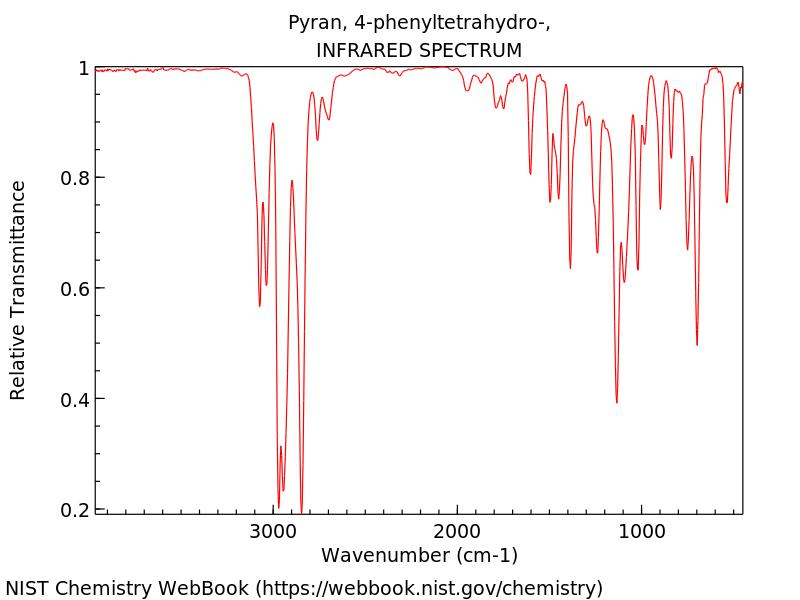 Pyran, 4-phenyltetrahydro-,
INFRARED SPECTRUM
1
0.8
0.6
0.4
0.2
Relative Transmittance
3000
2000
1000
Wavenumber (cm-1)
NIST Chemistry WebBook (https://webbook.nist.gov/chemistry)